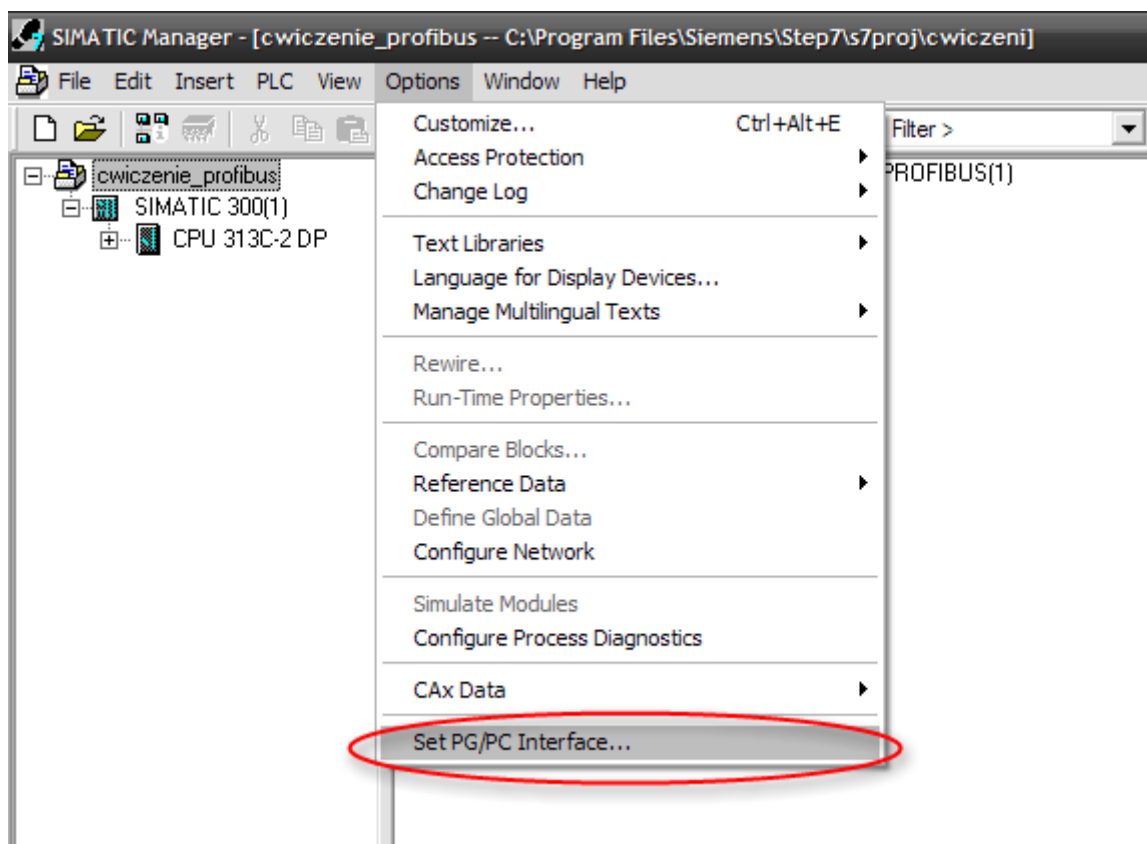 SIMATIC Manager - [cwiczenie_profibus -- C:\Program Files\Siemens\Step7\s7proj\cwiczeni]
File Edit Insert PLC View Options Window Help
Filter >
cwiczenie_profibus
SIMATIC 300(1)
CPU 313C-2 DP
Customize... Ctrl+Alt+E
Access Protection
Change Log
Text Libraries
Language for Display Devices...
Manage Multilingual Texts
Rewire...
Run-Time Properties...
Compare Blocks...
Reference Data
Define Global Data
Configure Network
Simulate Modules
Configure Process Diagnostics
CAx Data
Set PG/PC Interface...
PROFIBUS(1)